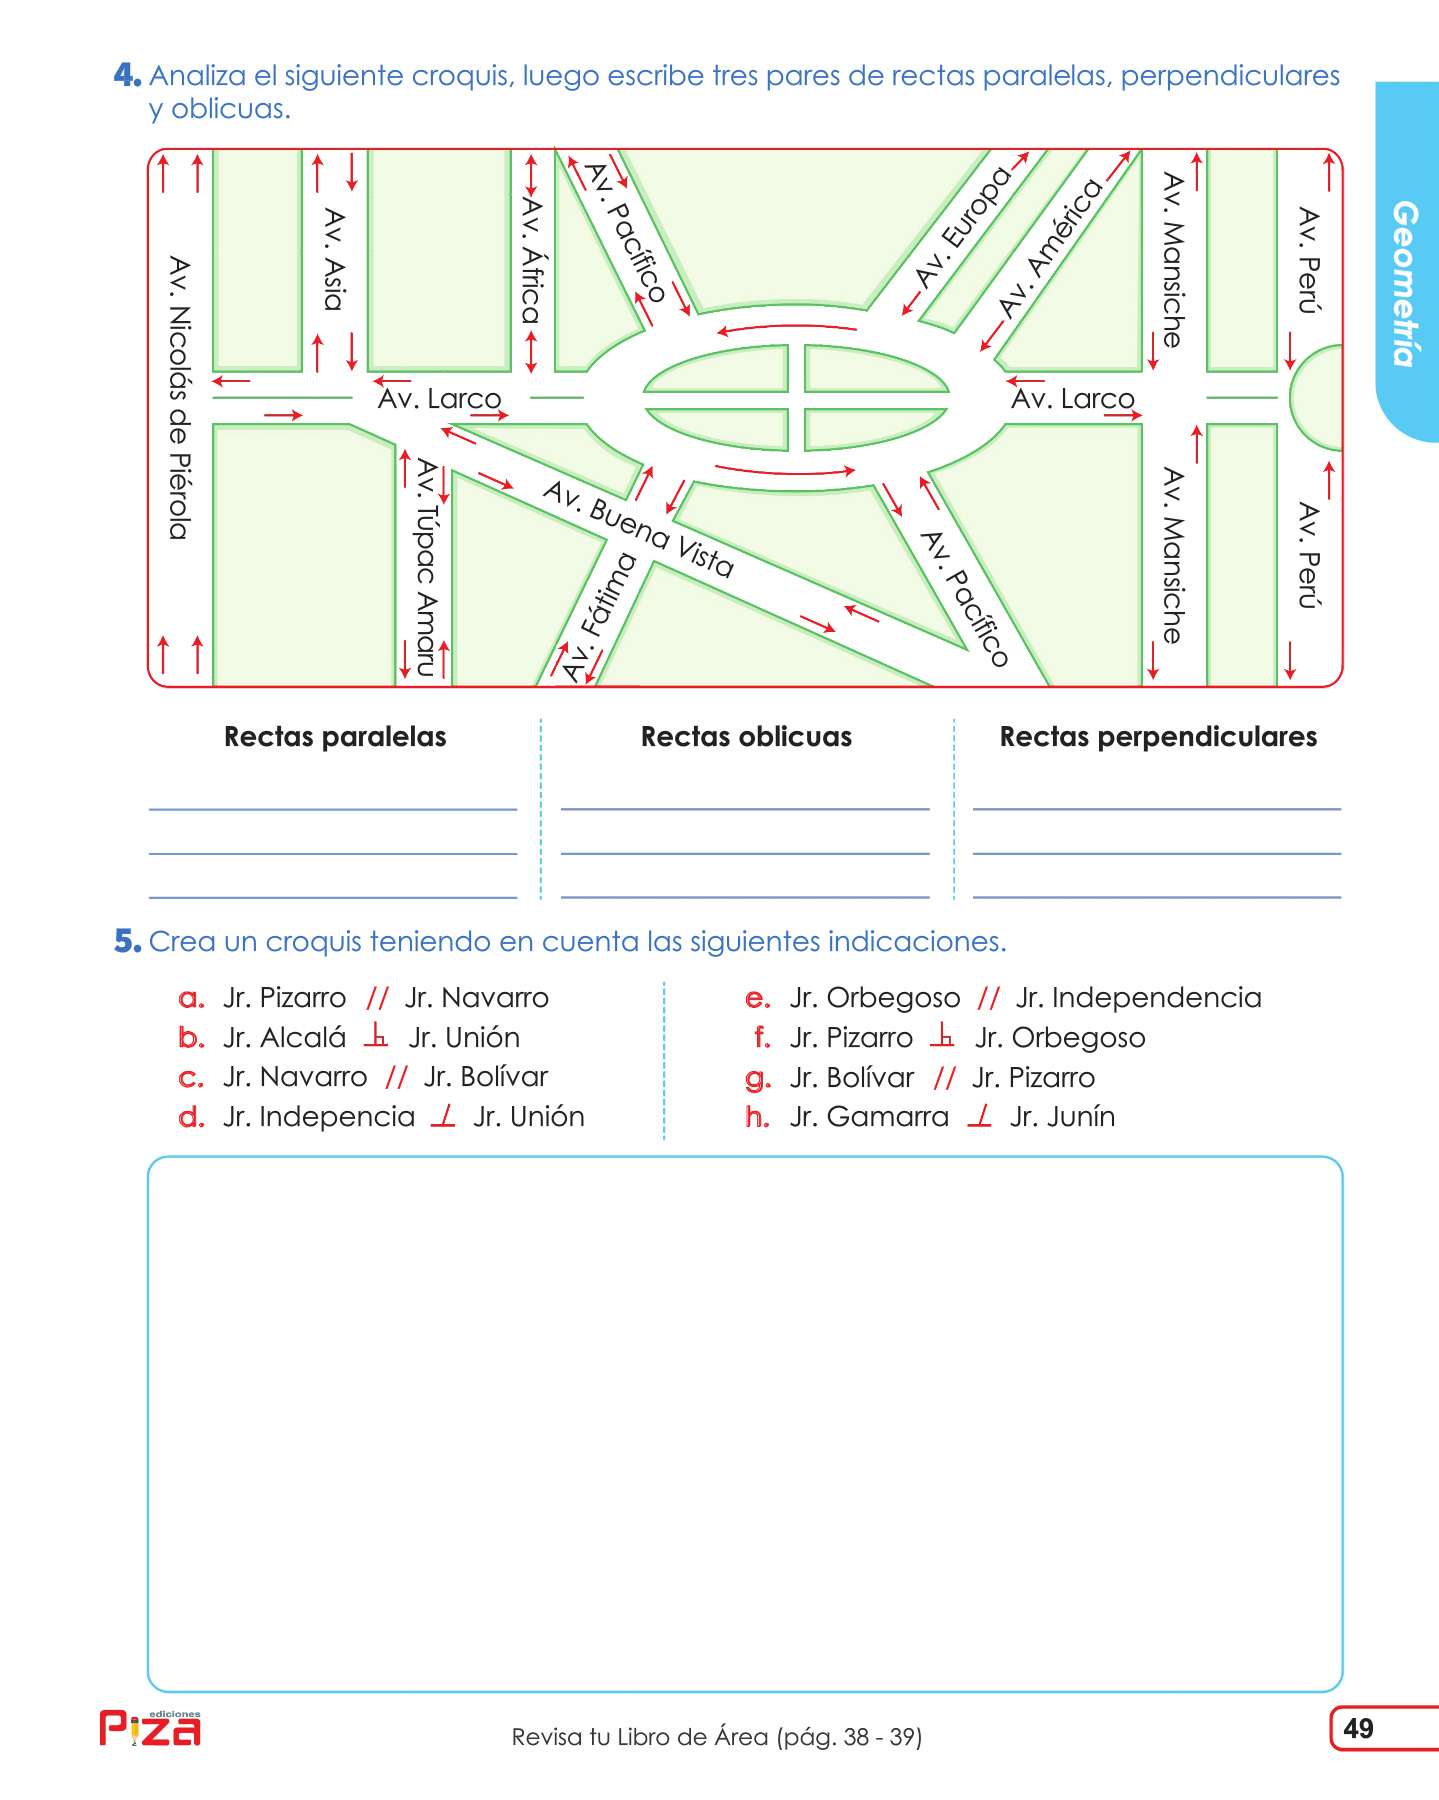 4. Analiza el siguiente croquis, luego escribe tres pares de rectas paralelas, perpendiculares
y oblicuas.
Geometría
Av. Nicolás de Piérola
Av. Asia
Av. África
Av. Pacífico
Av. Europa
Av. América
Av. Mansiche
Av. Perú
Av. Larco
Av. Larco
Av. Túpac Amaru
Av. Buena Vista
Av. Fátima
Av. Pacífico
Av. Mansiche
Av. Perú
Rectas paralelas
Rectas oblicuas
Rectas perpendiculares
5. Crea un croquis teniendo en cuenta las siguientes indicaciones.
a. Jr. Pizarro // Jr. Navarro
b. Jr. Alcalá ⊥ Jr. Unión
c. Jr. Navarro // Jr. Bolívar
d. Jr. Indepencia ∠ Jr. Unión
e. Jr. Orbegoso // Jr. Independencia
f. Jr. Pizarro ⊥ Jr. Orbegoso
g. Jr. Bolívar // Jr. Pizarro
h. Jr. Gamarra ∠ Jr. Junín
ediciones
Piza
Revisa tu Libro de Área (pág. 38 - 39)
49